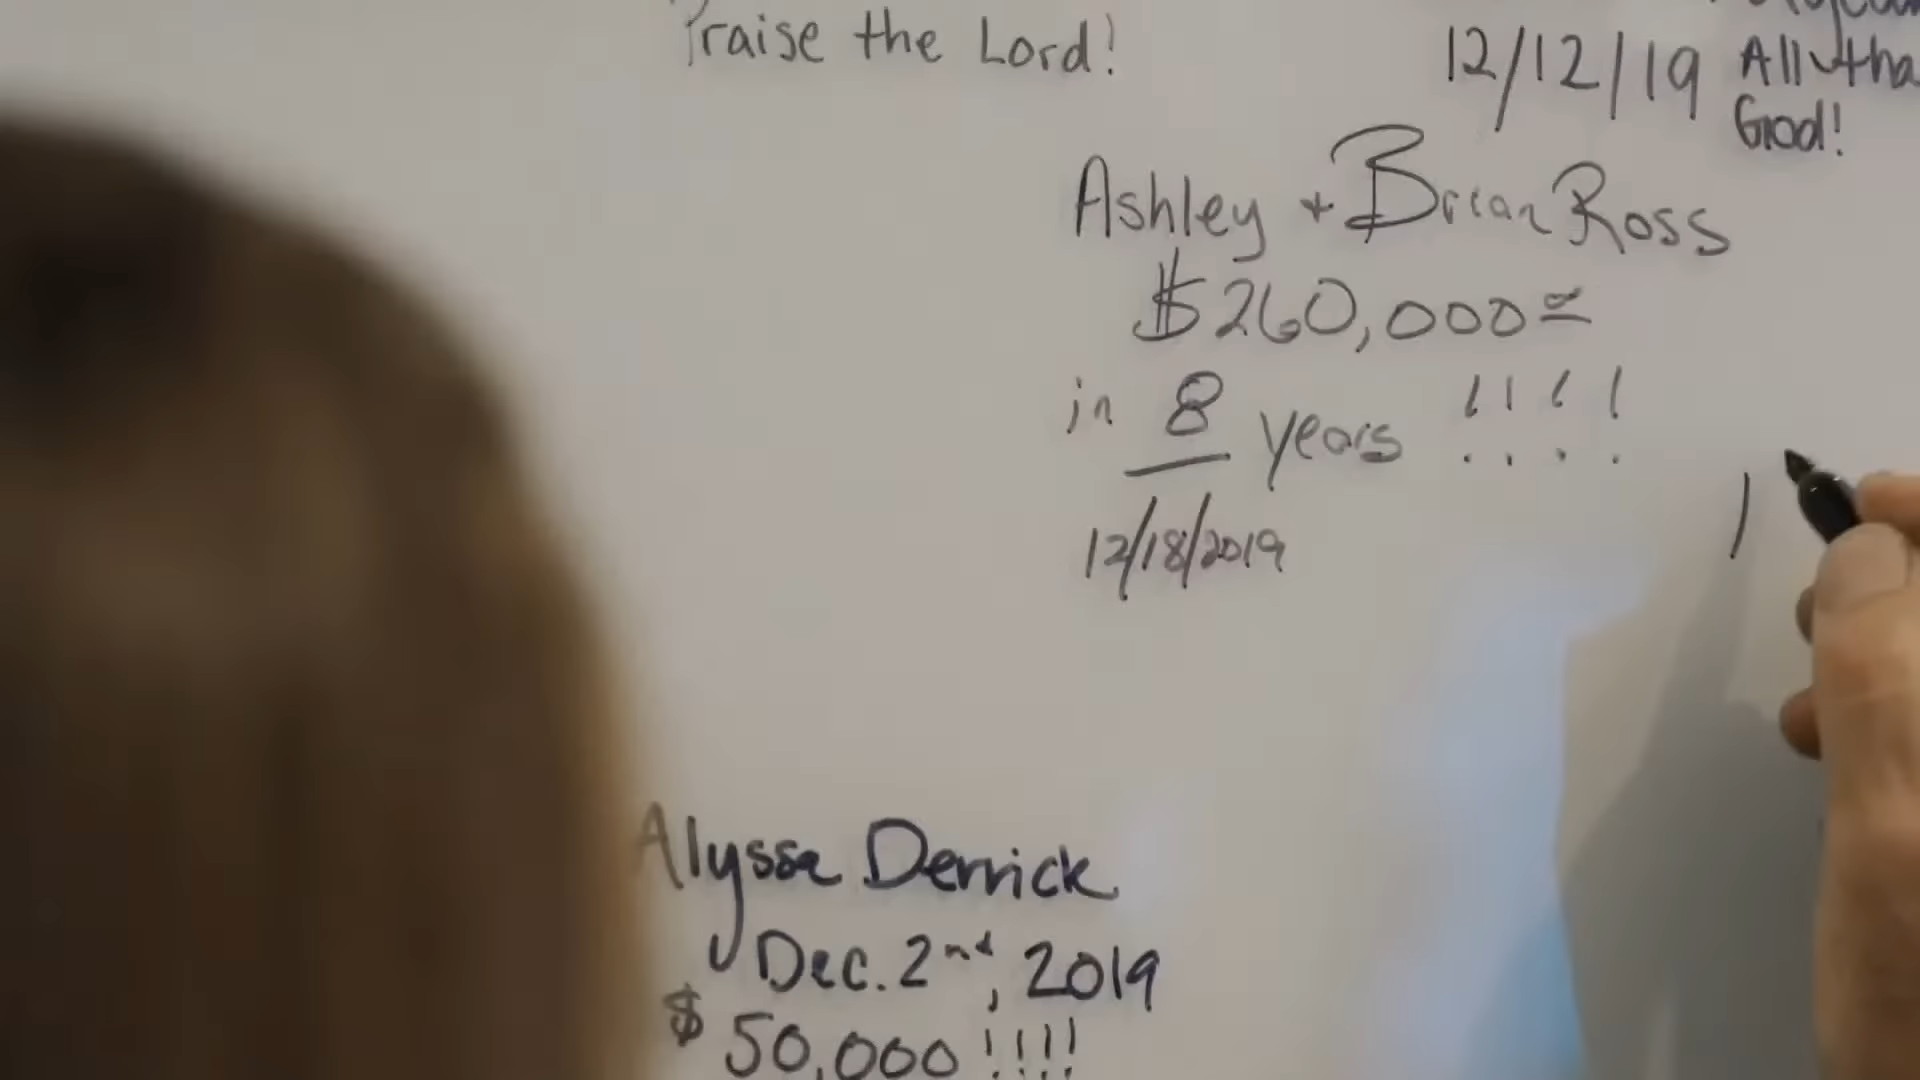 Praise the Lord!
12/12/19
All tha
God!
Ashley + Brian Ross
$260,000
in 8 years !!!!
12/18/2019
Alyssa Derrick
Dec. 2nd, 2019
$50,000 !!!!